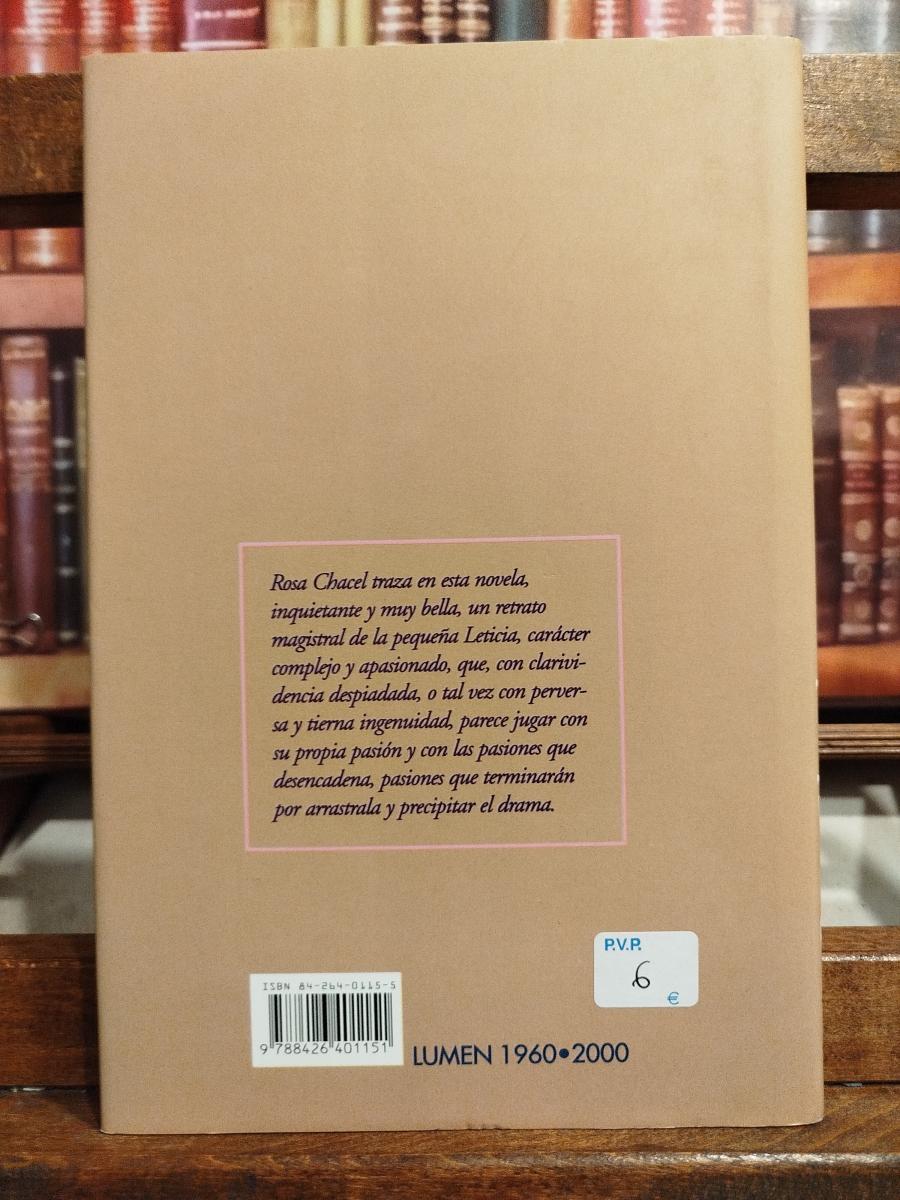 Rosa Chacel traza en esta novela,
inquietante y muy bella, un retrato
magistral de la pequeña Leticia, carácter
complejo y apasionado, que, con clarivi-
dencia despiadada, o tal vez con perver-
sa y tierna ingenuidad, parece jugar con
su propia pasión y con las pasiones que
desencadena, pasiones que terminarán
por arrastrala y precipitar el drama.
P.V.P.
6
€
ISBN 84-264-0115-5
9 788426 401151
LUMEN 1960•2000